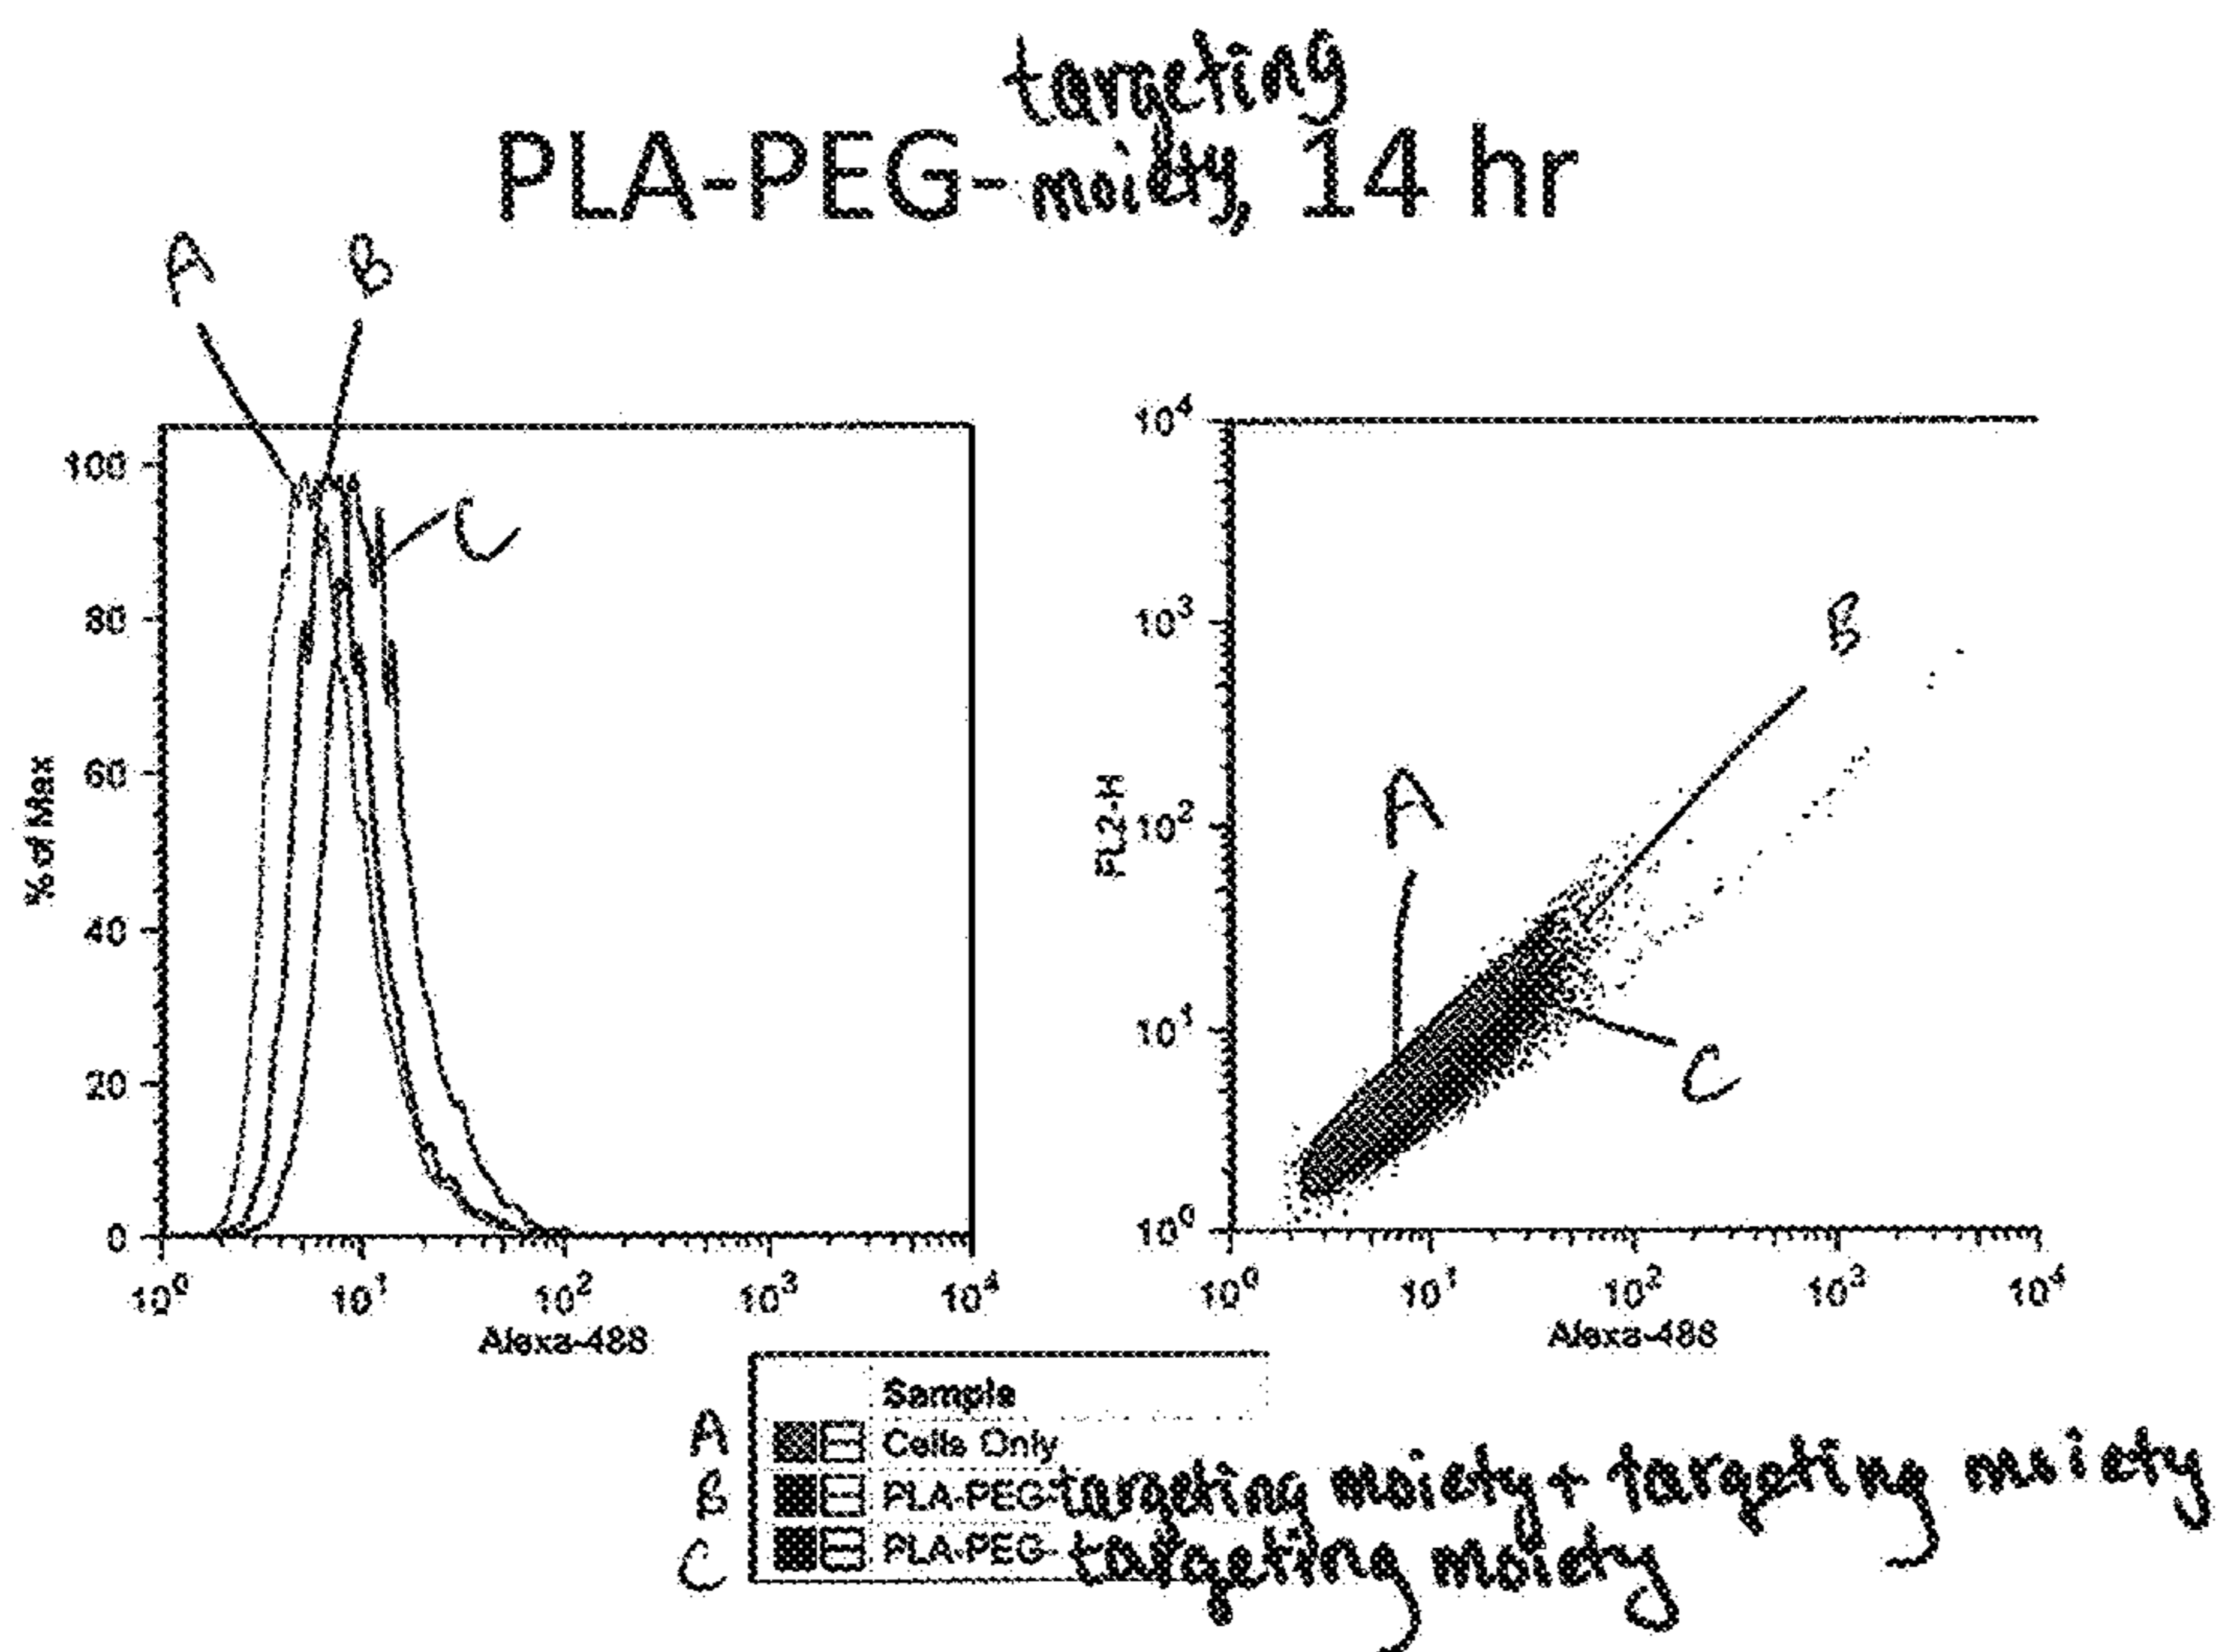 targeting
PLA-PEG- moiety, 14 hr
A
B
C
100
80
60
40
20
0
% of Max
10⁰
10¹
10²
10³
10⁴
Alexa-488
10⁴
10³
10²
10¹
10⁰
FL2-H
A
B
C
10⁰
10¹
10²
10³
10⁴
Alexa-488
Sample
A Cells Only
B PLA-PEG-targeting moiety + targeting moiety
C PLA-PEG-targeting moiety